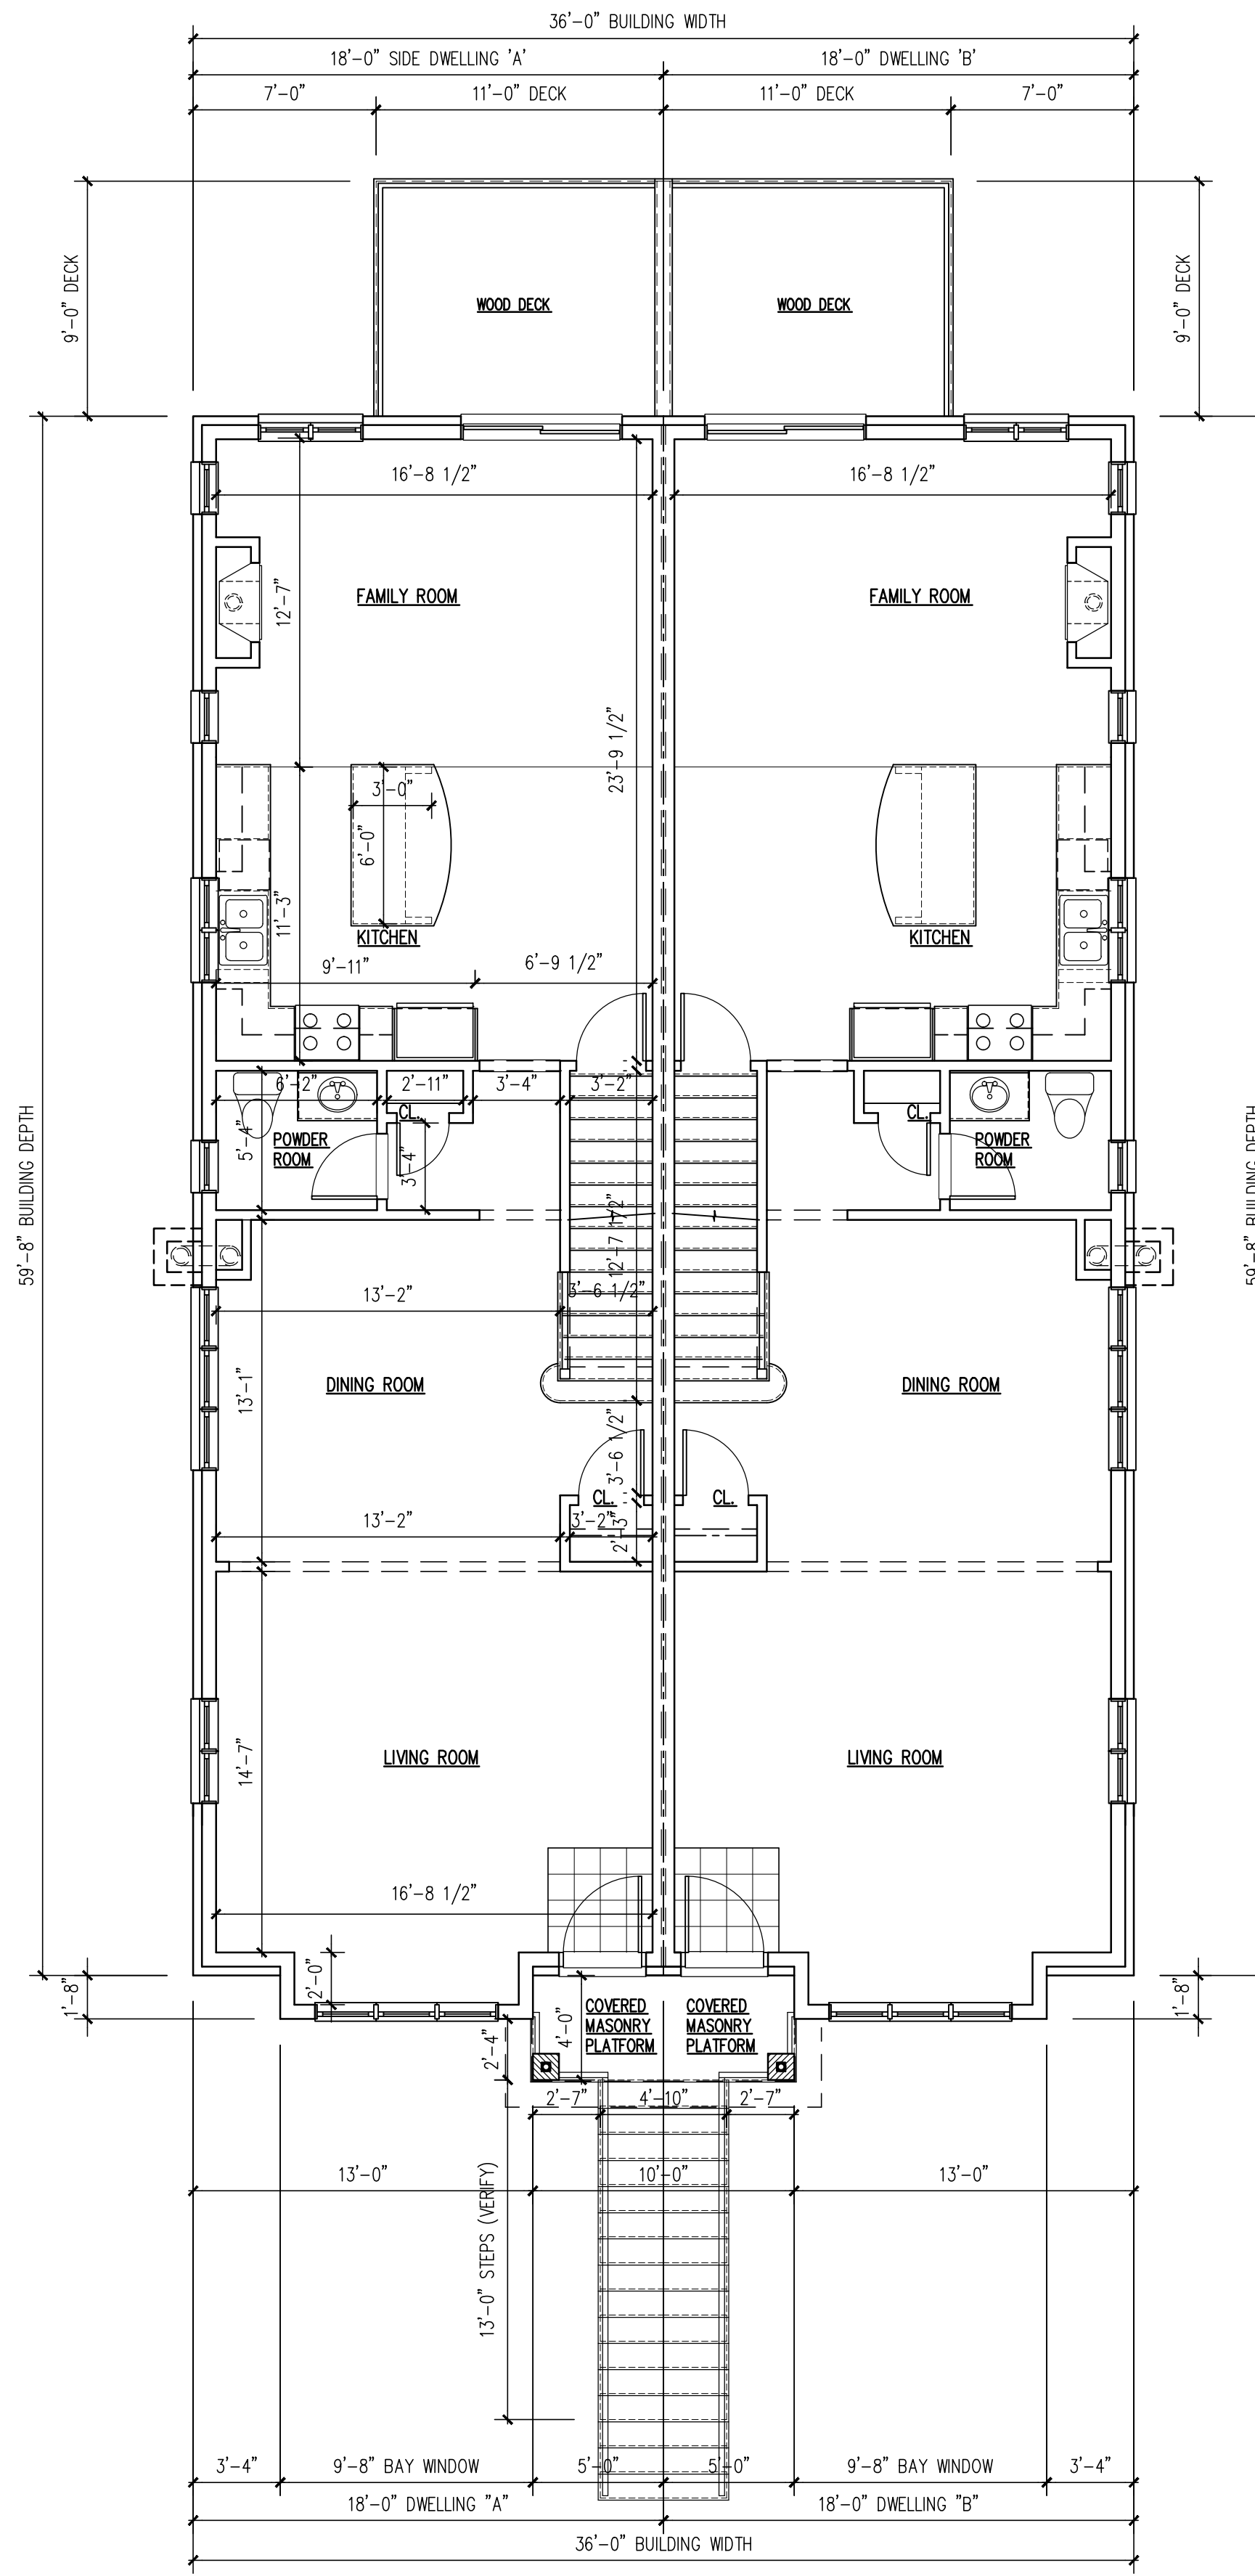 36'-0" BUILDING WIDTH
18'-0" SIDE DWELLING 'A'
18'-0" DWELLING 'B'
7'-0"
11'-0" DECK
11'-0" DECK
7'-0"
9'-0" DECK
9'-0" DECK
WOOD DECK
WOOD DECK
16'-8 1/2"
16'-8 1/2"
12'-7"
FAMILY ROOM
FAMILY ROOM
23'-9 1/2"
3'-0"
6'-0"
11'-3"
KITCHEN
KITCHEN
9'-11"
6'-9 1/2"
6'-2"
2'-11"
3'-4"
3'-2"
CL.
CL.
5'-4"
POWDER
ROOM
3'-4"
POWDER
ROOM
59'-8" BUILDING DEPTH
59'-8" BUILDING DEPTH
12'-7 1/2"
13'-2"
3'-6 1/2"
13'-1"
DINING ROOM
DINING ROOM
3'-6 1/2"
CL.
CL.
13'-2"
3'-2"
2'-3"
14'-7"
LIVING ROOM
LIVING ROOM
16'-8 1/2"
2'-0"
1'-8"
1'-8"
4'-0"
COVERED
MASONRY
PLATFORM
COVERED
MASONRY
PLATFORM
2'-4"
2'-7"
4'-10"
2'-7"
13'-0"
10'-0"
13'-0"
13'-0" STEPS (VERIFY)
3'-4"
9'-8" BAY WINDOW
5'-0"
5'-0"
9'-8" BAY WINDOW
3'-4"
18'-0" DWELLING "A"
18'-0" DWELLING "B"
36'-0" BUILDING WIDTH